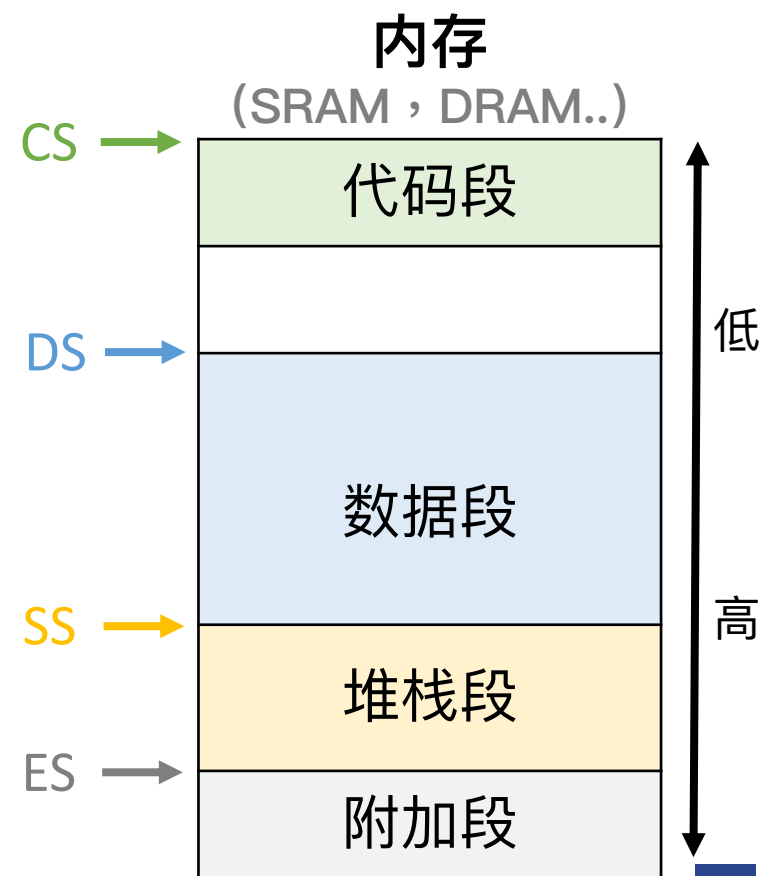 内存
(SRAM，DRAM..)
CS
代码段
低
DS
数据段
高
SS
堆栈段
ES
附加段